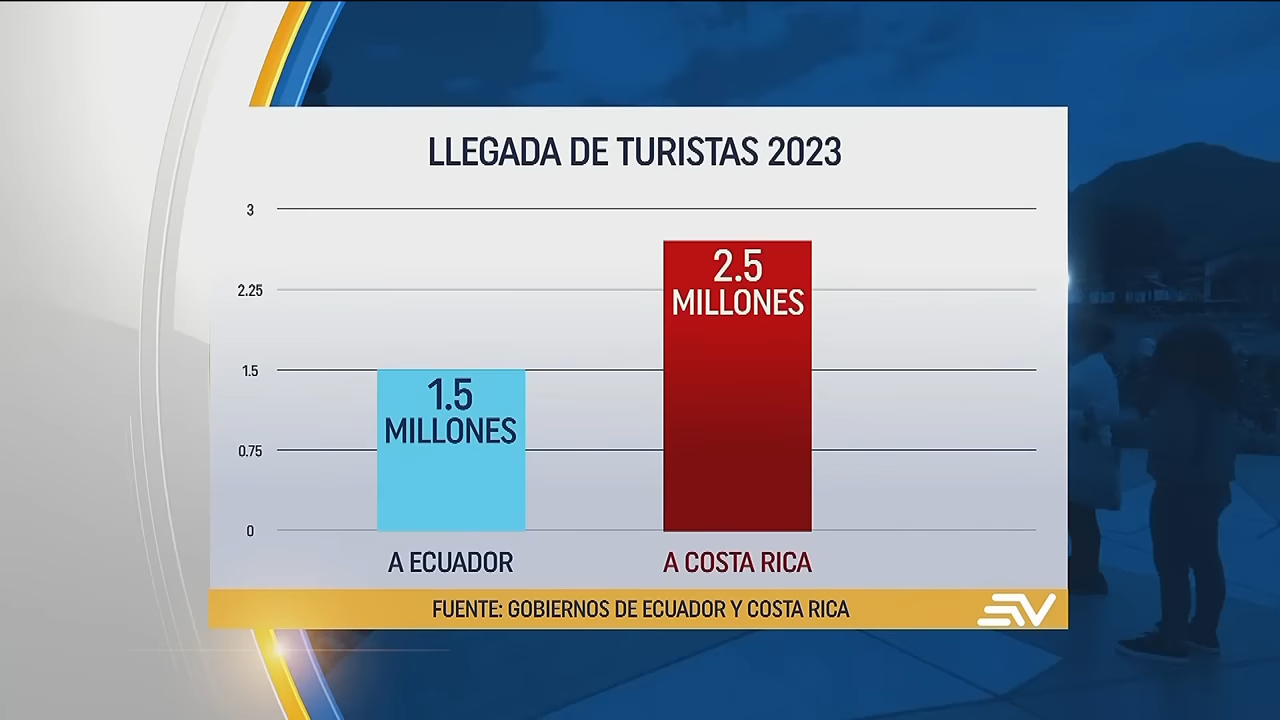 LLEGADA DE TURISTAS 2023
3
2.25
1.5
0.75
0
1.5
MILLONES
2.5
MILLONES
A ECUADOR
A COSTA RICA
FUENTE: GOBIERNOS DE ECUADOR Y COSTA RICA